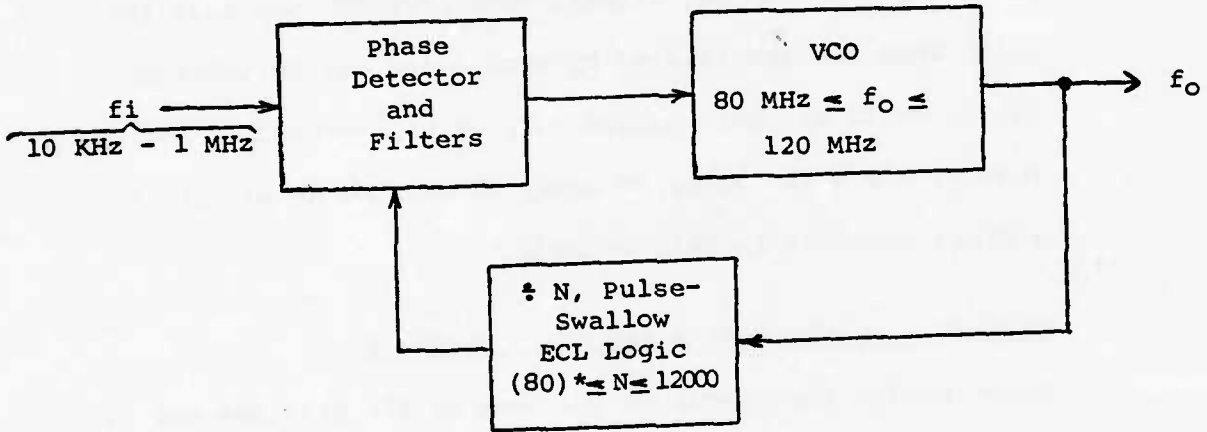 Phase
Detector
and
Filters
VCO
80 MHz ≤ fo ≤
120 MHz
fo
fi
10 KHz - 1 MHz
÷ N, Pulse-
Swallow
ECL Logic
(80)*≤ N≤ 12000